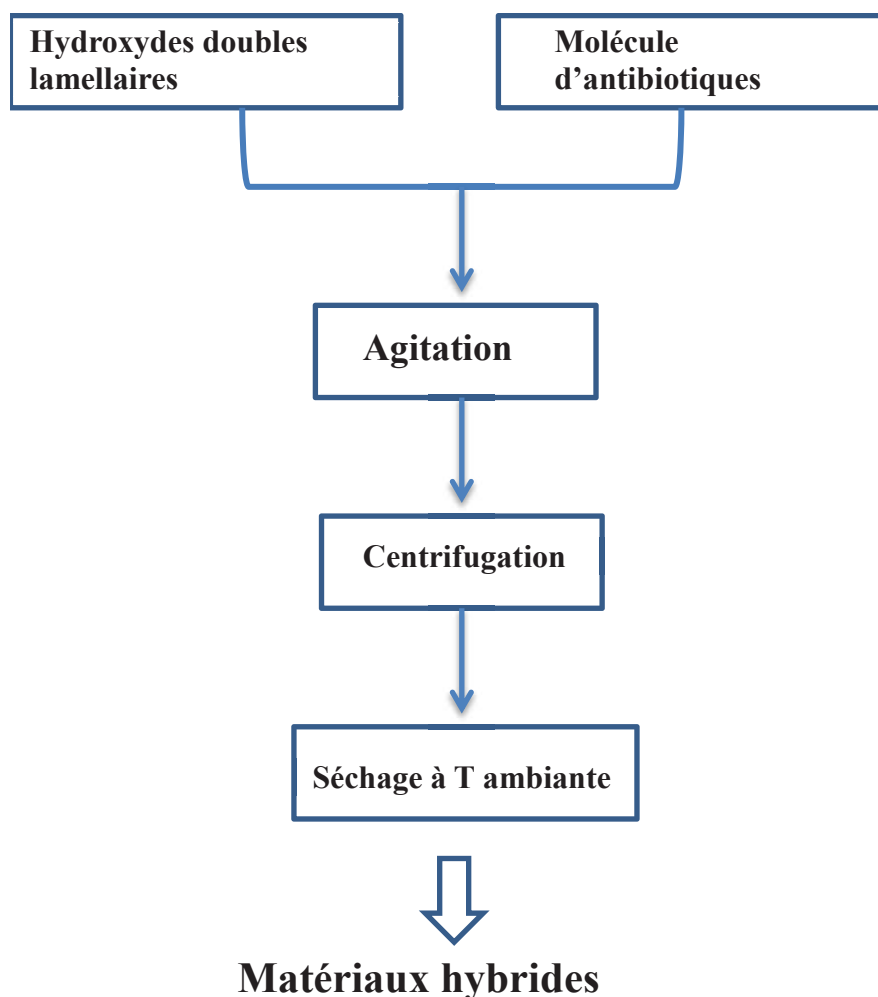 Hydroxydes doubles
lamellaires
Molécule
d’antibiotiques
Agitation
Centrifugation
Séchage à T ambiante
Matériaux hybrides